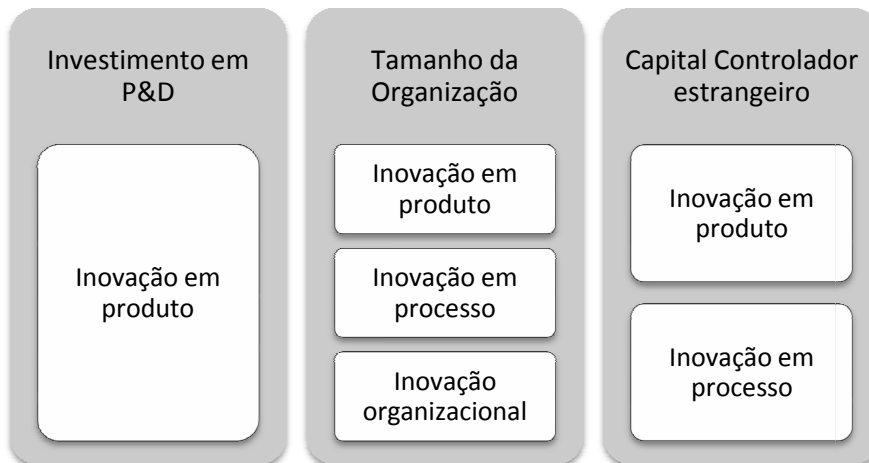 Investimento em
P&D
Inovação em
produto
Tamanho da
Organização
Inovação em
produto
Inovação em
processo
Inovação
organizacional
Capital Controlador
estrangeiro
Inovação em
produto
Inovação em
processo